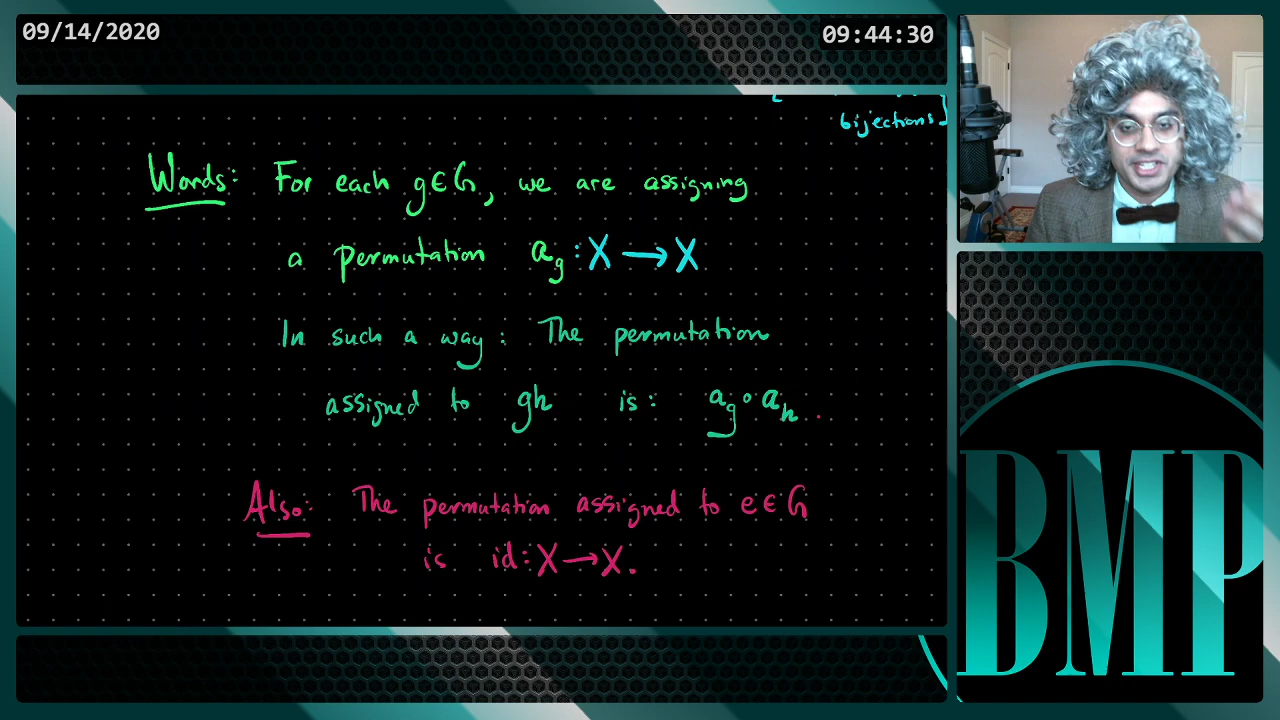 09/14/2020
09:44:30
bijections}
Words: For each g∈G, we are assigning
a permutation a_g : X → X
In such a way : The permutation
assigned to gh is : a_g ∘ a_h .
Also: The permutation assigned to e∈G
is id : X → X.
BMP